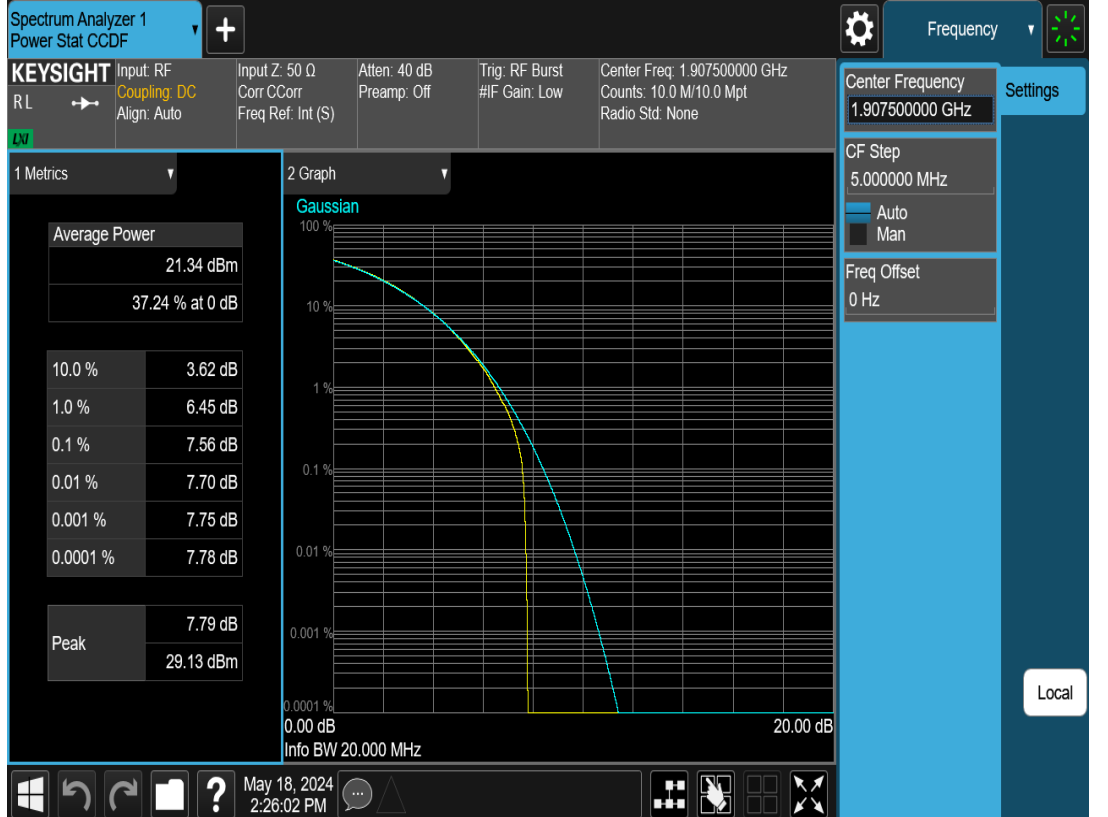 Spectrum Analyzer 1
Power Stat CCDF
+
Frequency
KEYSIGHT
RL
LXI
Input: RF
Coupling: DC
Align: Auto
Input Z: 50 Ω
Corr CCorr
Freq Ref: Int (S)
Atten: 40 dB
Preamp: Off
Trig: RF Burst
#IF Gain: Low
Center Freq: 1.907500000 GHz
Counts: 10.0 M/10.0 Mpt
Radio Std: None
Center Frequency
1.907500000 GHz
Settings
CF Step
5.000000 MHz
Auto
Man
Freq Offset
0 Hz
1 Metrics
Average Power
21.34 dBm
37.24 % at 0 dB
10.0 % 3.62 dB
1.0 % 6.45 dB
0.1 % 7.56 dB
0.01 % 7.70 dB
0.001 % 7.75 dB
0.0001 % 7.78 dB
Peak
7.79 dB
29.13 dBm
2 Graph
Gaussian
100 %
10 %
1 %
0.1 %
0.01 %
0.001 %
0.0001 %
0.00 dB 20.00 dB
Info BW 20.000 MHz
Local
?
May 18, 2024
2:26:02 PM